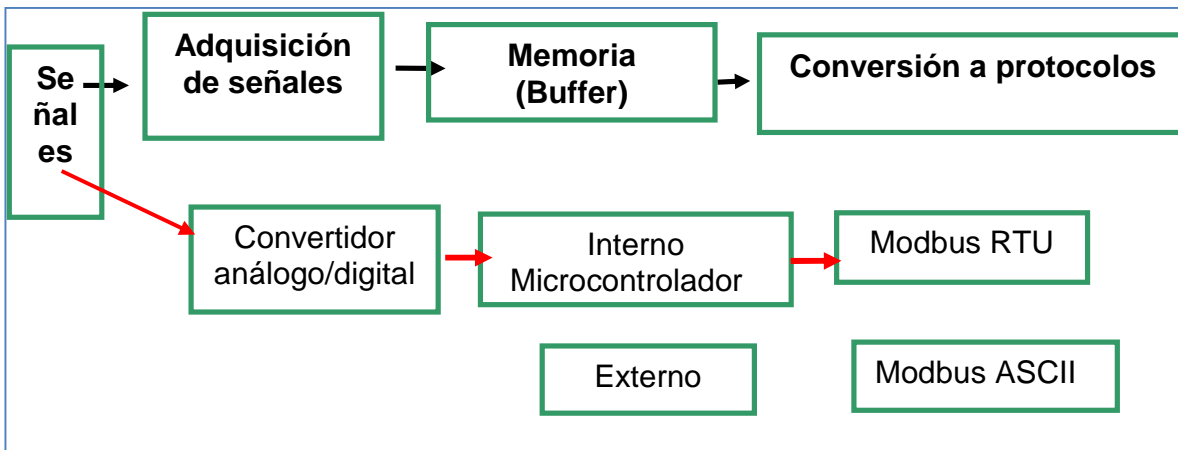 Se
ñal
es
Adquisición
de señales
Memoria
(Buffer)
Conversión a protocolos
Convertidor
análogo/digital
Interno
Microcontrolador
Modbus RTU
Externo
Modbus ASCII